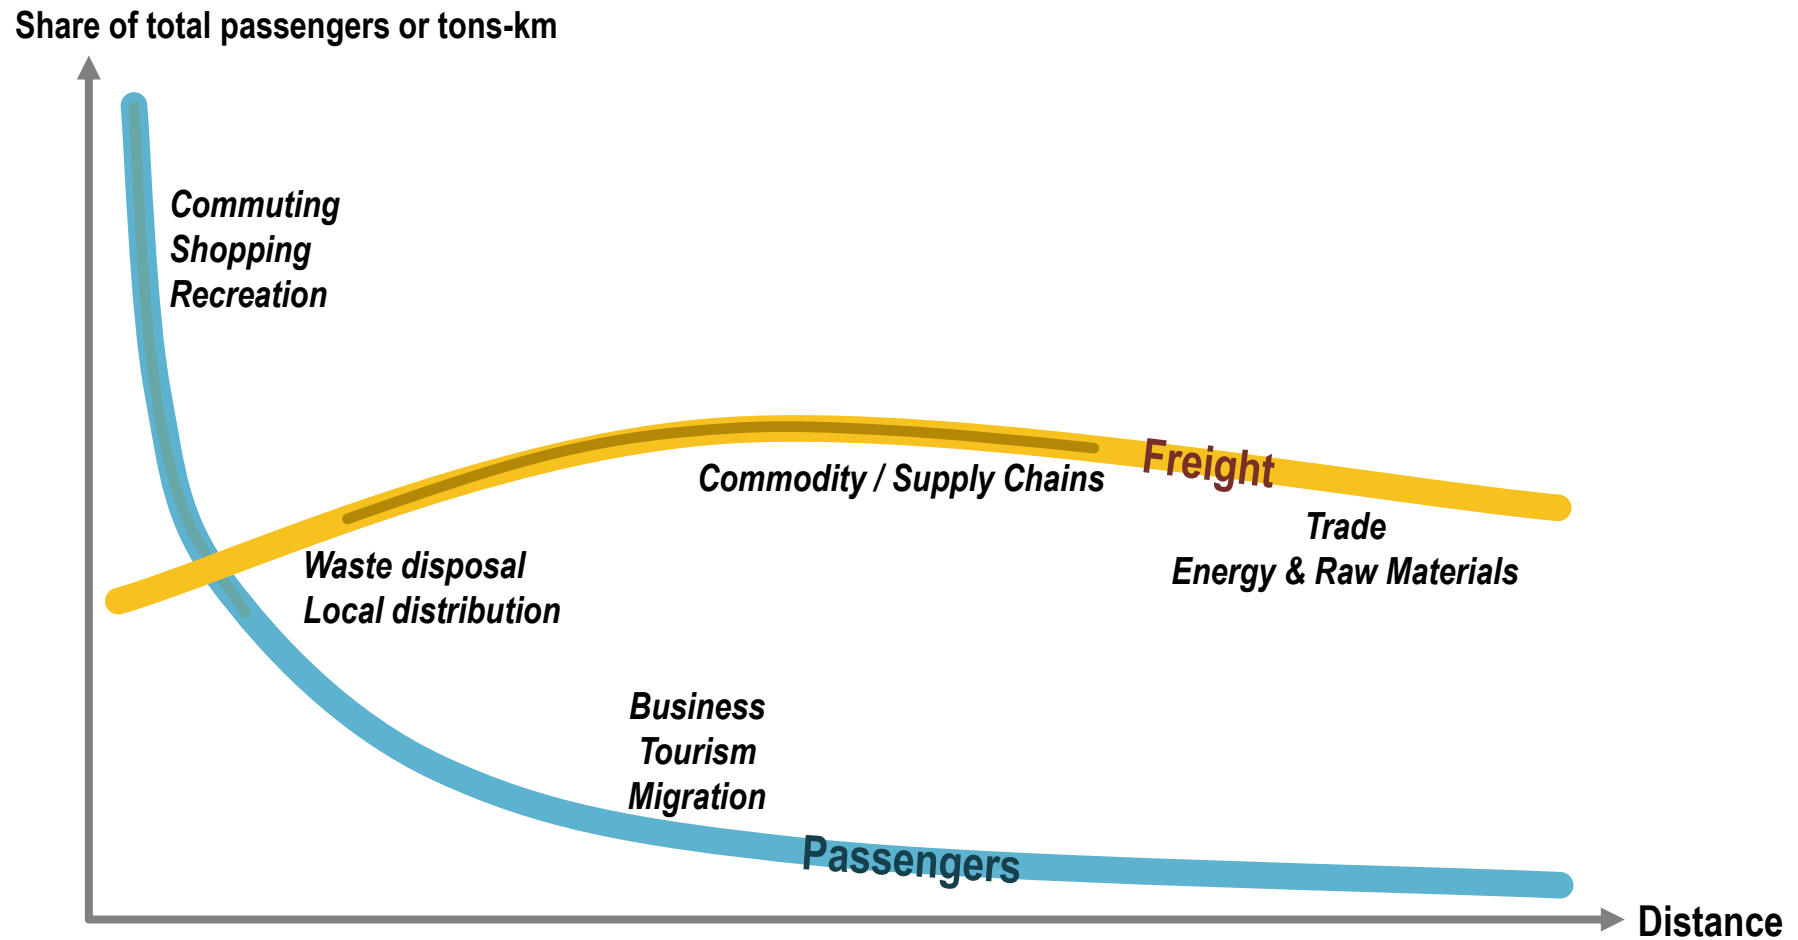 Share of total passengers or tons-km
Commuting
Shopping
Recreation
Freight
Commodity / Supply Chains
Trade
Energy & Raw Materials
Waste disposal
Local distribution
Business
Tourism
Migration
Passengers
Distance